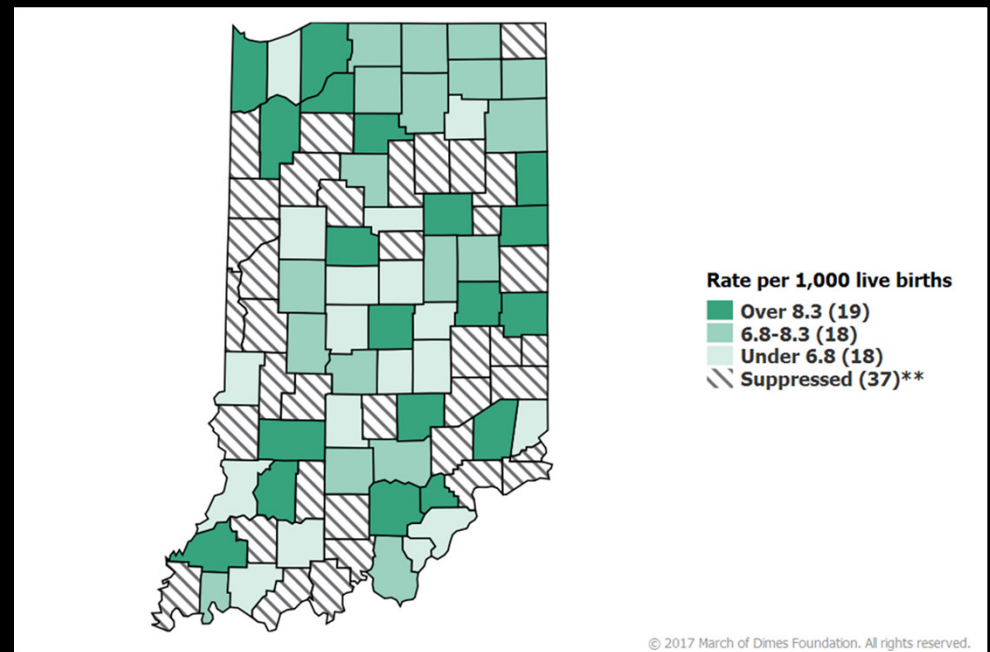 Rate per 1,000 live births
Over 8.3 (19)
6.8-8.3 (18)
Under 6.8 (18)
Suppressed (37)**
© 2017 March of Dimes Foundation. All rights reserved.